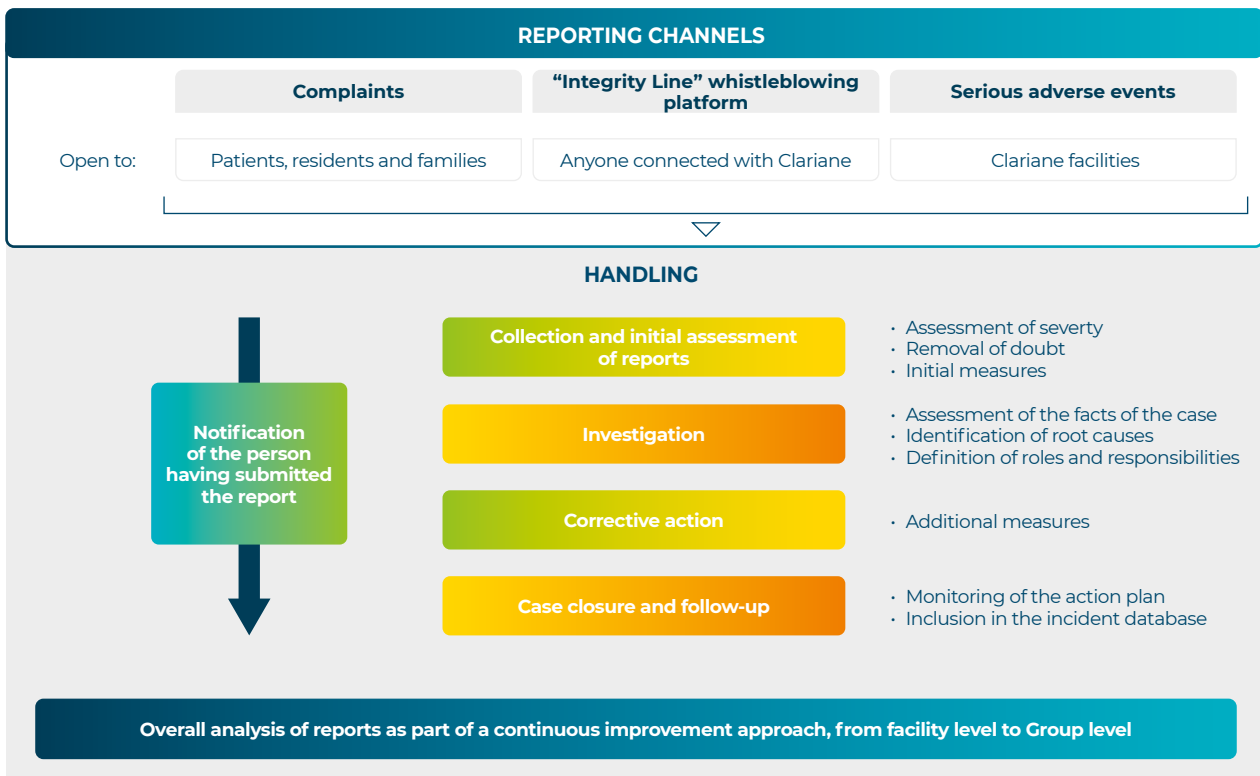 REPORTING CHANNELS
Complaints
“Integrity Line” whistleblowing
platform
Serious adverse events
Open to:
Patients, residents and families
Anyone connected with Clariane
Clariane facilities
HANDLING
Notification
of the person
having submitted
the report
Collection and initial assessment
of reports
• Assessment of severty
• Removal of doubt
• Initial measures
Investigation
• Assessment of the facts of the case
• Identification of root causes
• Definition of roles and responsibilities
Corrective action
• Additional measures
Case closure and follow-up
• Monitoring of the action plan
• Inclusion in the incident database
Overall analysis of reports as part of a continuous improvement approach, from facility level to Group level